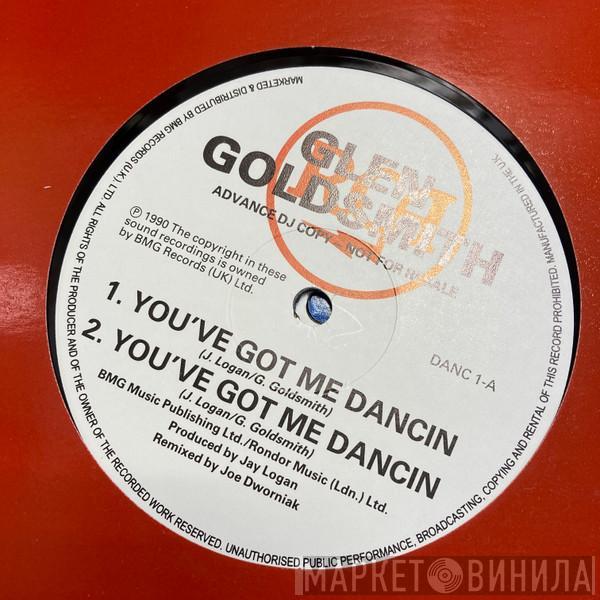 GLEN
GOLDSMITH
ADVANCE DJ COPY - NOT FOR RESALE
℗ 1990 The copyright in these
sound recordings is owned
by BMG Records (UK) Ltd.
DANC 1-A
1. YOU'VE GOT ME DANCIN
(J. Logan/G. Goldsmith)
2. YOU'VE GOT ME DANCIN
(J. Logan/G. Goldsmith)
BMG Music Publishing Ltd./Rondor Music (Ldn.) Ltd.
Produced by Jay Logan
Remixed by Joe Dworniak
MARKETED & DISTRIBUTED BY BMG RECORDS (U.K.) LTD. ALL RIGHTS OF THE PRODUCER AND OF THE OWNER OF THE RECORDED WORK RESERVED. UNAUTHORISED PUBLIC PERFORMANCE, BROADCASTING, COPYING AND RENTAL OF THIS RECORD PROHIBITED. MANUFACTURED IN THE UK
МАРКЕТ ВИНИЛА